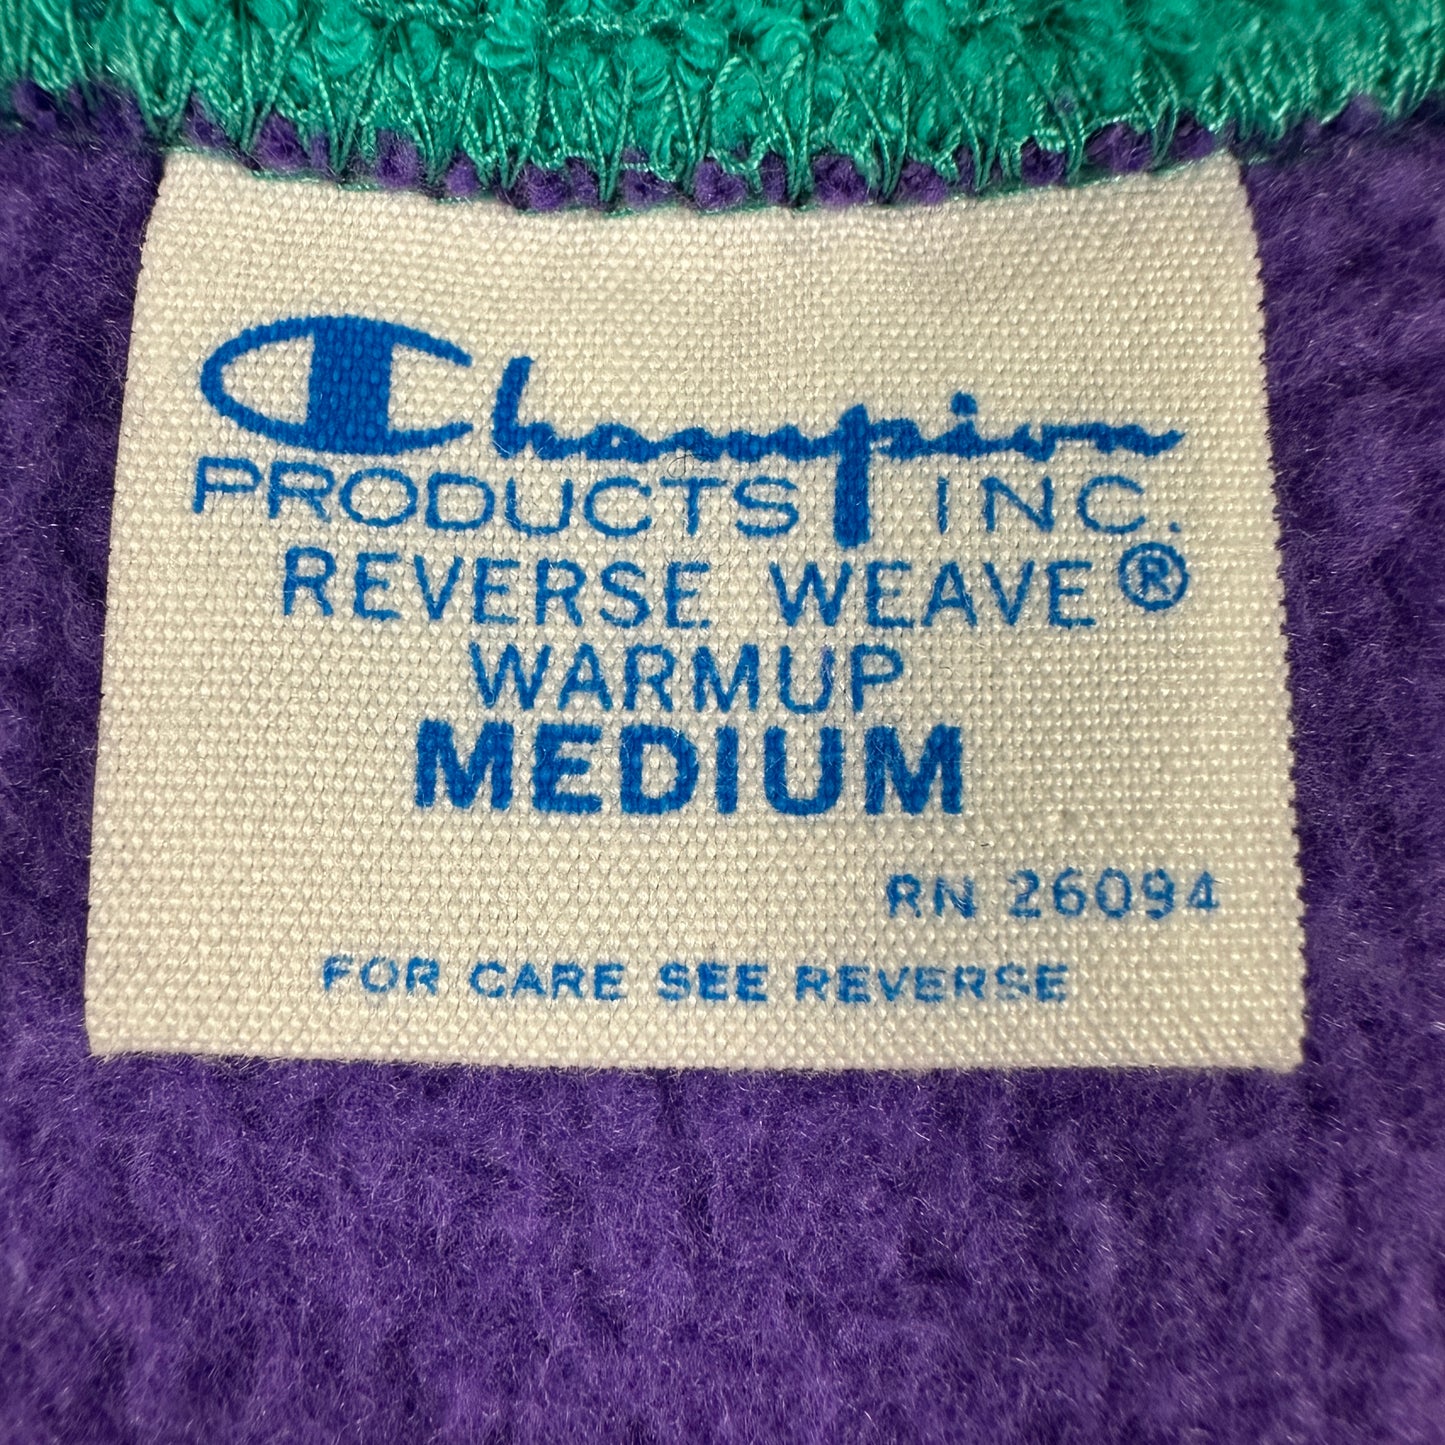 Champion
PRODUCTS INC.
REVERSE WEAVE®
WARMUP
MEDIUM
RN 26094
FOR CARE SEE REVERSE